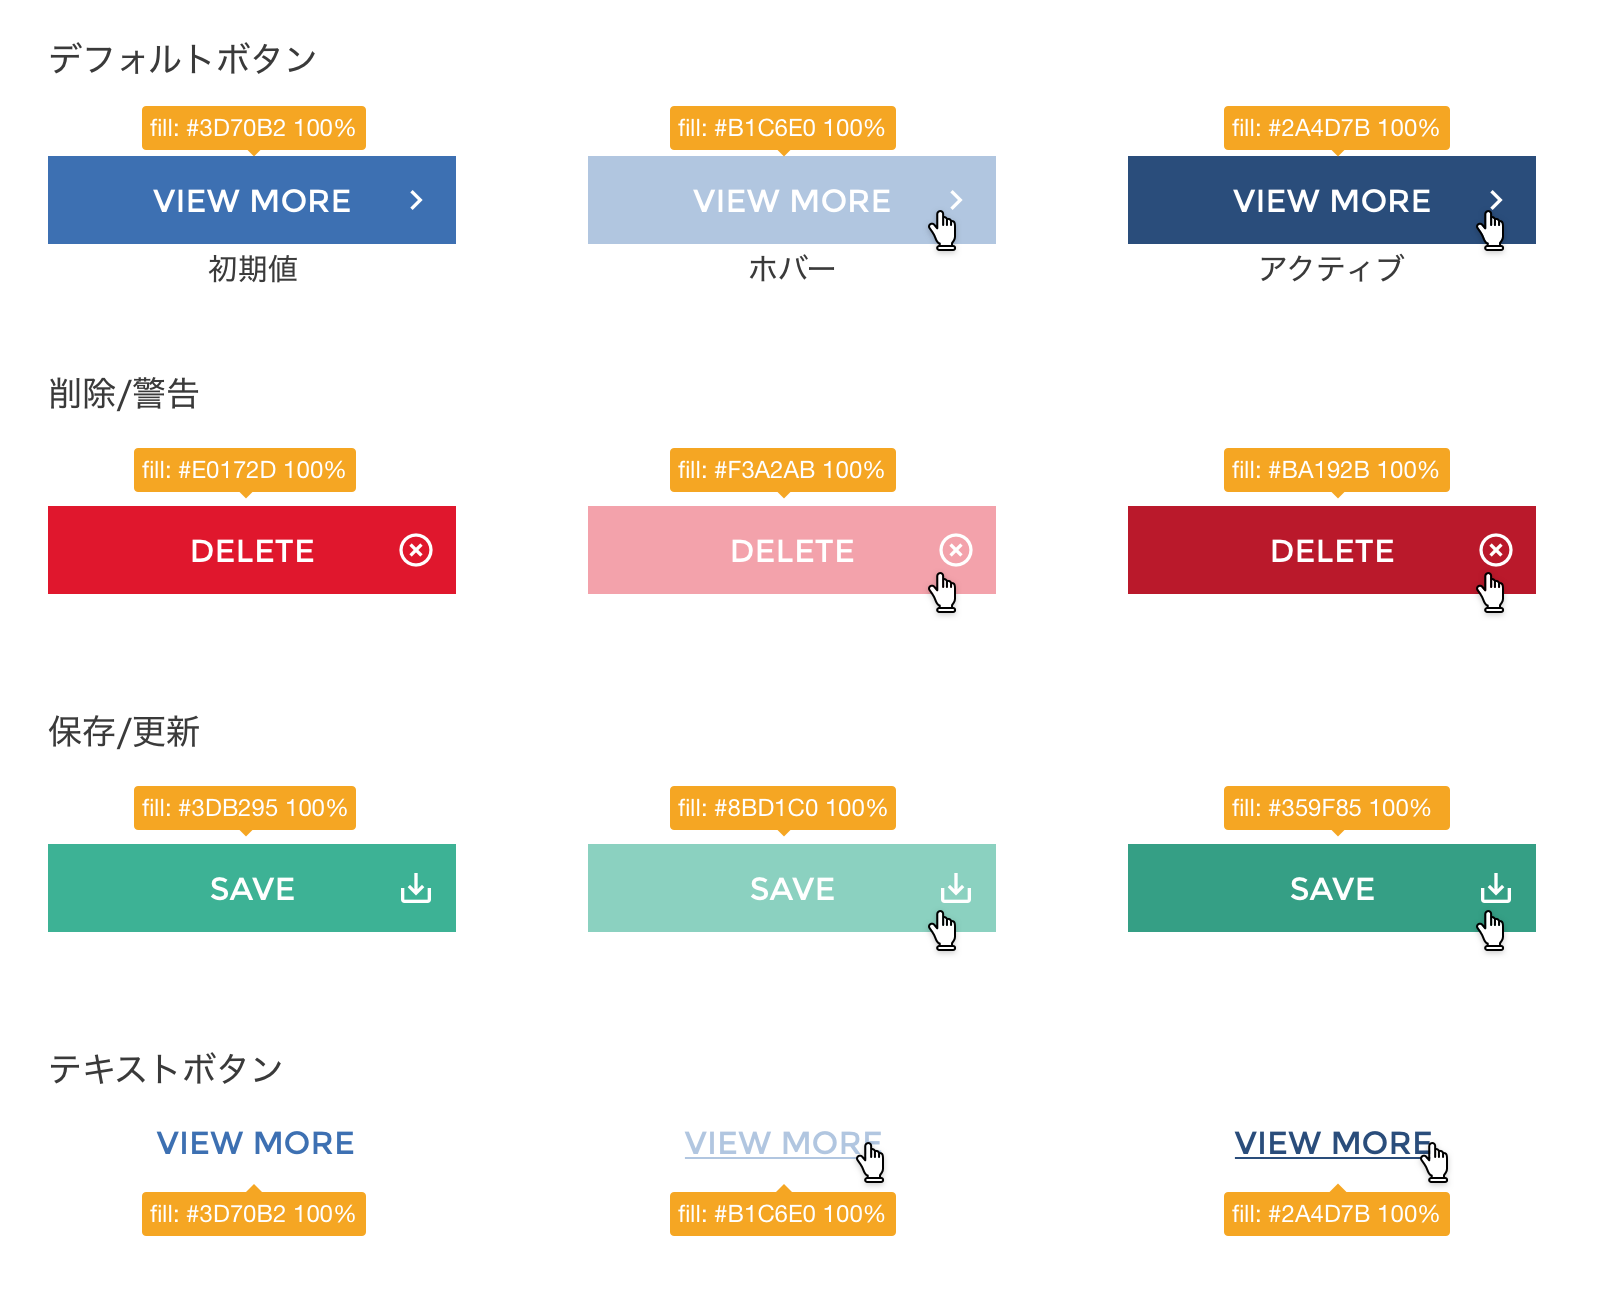 デフォルトボタン
fill: #3D70B2 100%
fill: #B1C6E0 100%
fill: #2A4D7B 100%
VIEW MORE
VIEW MORE
VIEW MORE
初期値
ホバー
アクティブ
削除/警告
fill: #E0172D 100%
fill: #F3A2AB 100%
fill: #BA192B 100%
DELETE
DELETE
DELETE
保存/更新
fill: #3DB295 100%
fill: #8BD1C0 100%
fill: #359F85 100%
SAVE
SAVE
SAVE
テキストボタン
VIEW MORE
VIEW MORE
VIEW MORE
fill: #3D70B2 100%
fill: #B1C6E0 100%
fill: #2A4D7B 100%